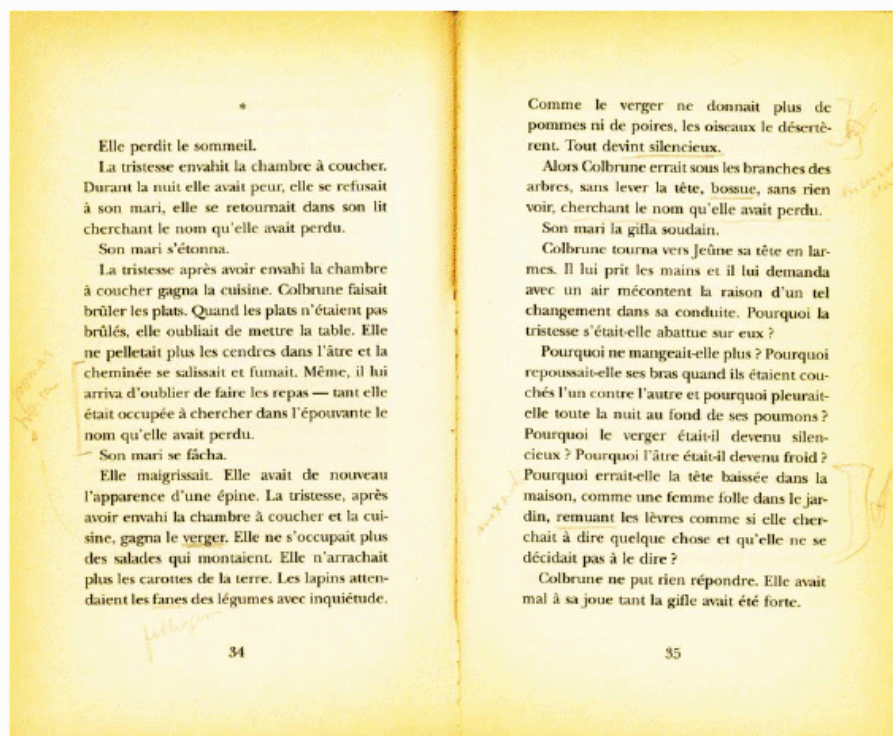 *
Elle perdit le sommeil.
La tristesse envahit la chambre à coucher.
Durant la nuit elle avait peur, elle se refusait
à son mari, elle se retournait dans son lit
cherchant le nom qu'elle avait perdu.
Son mari s'étonna.
La tristesse après avoir envahi la chambre
à coucher gagna la cuisine. Colbrune faisait
brûler les plats. Quand les plats n'étaient pas
brûlés, elle oubliait de mettre la table. Elle
ne pelletait plus les cendres dans l'âtre et la
cheminée se salissait et fumait. Même, il lui
arriva d'oublier de faire les repas — tant elle
était occupée à chercher dans l'épouvante le
nom qu'elle avait perdu.
Son mari se fâcha.
Elle maigrissait. Elle avait de nouveau
l'apparence d'une épine. La tristesse, après
avoir envahi la chambre à coucher et la cui-
sine, gagna le verger. Elle ne s'occupait plus
des salades qui montaient. Elle n'arrachait
plus les carottes de la terre. Les lapins atten-
daient les fanes des légumes avec inquiétude.
34
Comme le verger ne donnait plus de
pommes ni de poires, les oiseaux le désertè-
rent. Tout devint silencieux.
Alors Colbrune errait sous les branches des
arbres, sans lever la tête, bossue, sans rien
voir, cherchant le nom qu'elle avait perdu.
Son mari la gifla soudain.
Colbrune tourna vers Jeûne sa tête en lar-
mes. Il lui prit les mains et il lui demanda
avec un air mécontent la raison d'un tel
changement dans sa conduite. Pourquoi la
tristesse s'était-elle abattue sur eux ?
Pourquoi ne mangeait-elle plus ? Pourquoi
repoussait-elle ses bras quand ils étaient cou-
chés l'un contre l'autre et pourquoi pleurait-
elle toute la nuit au fond de ses poumons ?
Pourquoi le verger était-il devenu silen-
cieux ? Pourquoi l'âtre était-il devenu froid ?
Pourquoi errait-elle la tête baissée dans la
maison, comme une femme folle dans le jar-
din, remuant les lèvres comme si elle cher-
chait à dire quelque chose et qu'elle ne se
décidait pas à le dire ?
Colbrune ne put rien répondre. Elle avait
mal à sa joue tant la gifle avait été forte.
35